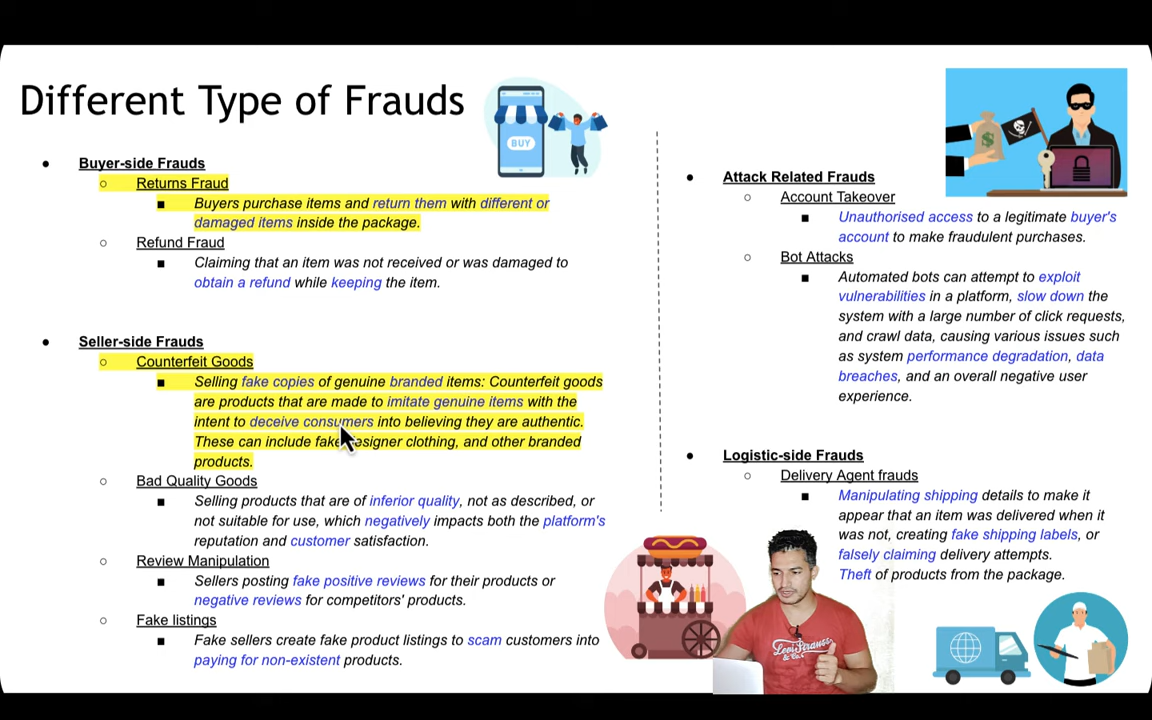 Different Type of Frauds
BUY
Buyer-side Frauds
Returns Fraud
Buyers purchase items and return them with different or
damaged items inside the package.
Refund Fraud
Claiming that an item was not received or was damaged to
obtain a refund while keeping the item.
Seller-side Frauds
Counterfeit Goods
Selling fake copies of genuine branded items: Counterfeit goods
are products that are made to imitate genuine items with the
intent to deceive consumers into believing they are authentic.
These can include fake designer clothing, and other branded
products.
Bad Quality Goods
Selling products that are of inferior quality, not as described, or
not suitable for use, which negatively impacts both the platform's
reputation and customer satisfaction.
Review Manipulation
Sellers posting fake positive reviews for their products or
negative reviews for competitors' products.
Fake listings
Fake sellers create fake product listings to scam customers into
paying for non-existent products.
Attack Related Frauds
Account Takeover
Unauthorised access to a legitimate buyer's
account to make fraudulent purchases.
Bot Attacks
Automated bots can attempt to exploit
vulnerabilities in a platform, slow down the
system with a large number of click requests,
and crawl data, causing various issues such
as system performance degradation, data
breaches, and an overall negative user
experience.
Logistic-side Frauds
Delivery Agent frauds
Manipulating shipping details to make it
appear that an item was delivered when it
was not, creating fake shipping labels, or
falsely claiming delivery attempts.
Theft of products from the package.
Levi Strauss
& Co.